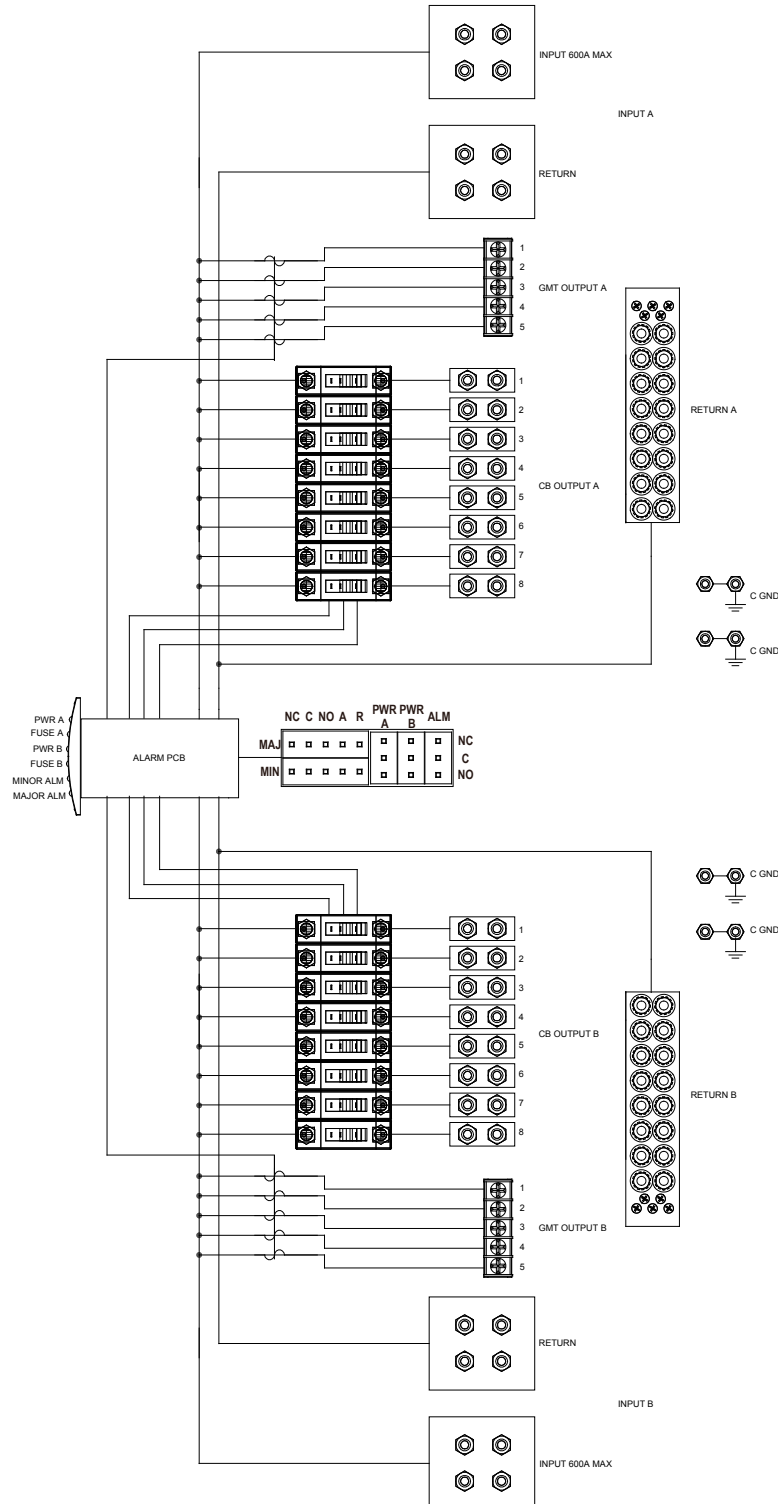 INPUT 600A MAX
INPUT A
RETURN
1
2
3 GMT OUTPUT A
4
5
1
2
3
4
CB OUTPUT A
5
6
7
8
RETURN A
C GND
C GND
PWR A
FUSE A
PWR B
FUSE B
MINOR ALM
MAJOR ALM
ALARM PCB
NC C NO A R PWR A PWR B ALM
MAJ NC
C
MIN NO
C GND
C GND
1
2
3
4
CB OUTPUT B
5
6
7
8
RETURN B
1
2
3 GMT OUTPUT B
4
5
RETURN
INPUT B
INPUT 600A MAX